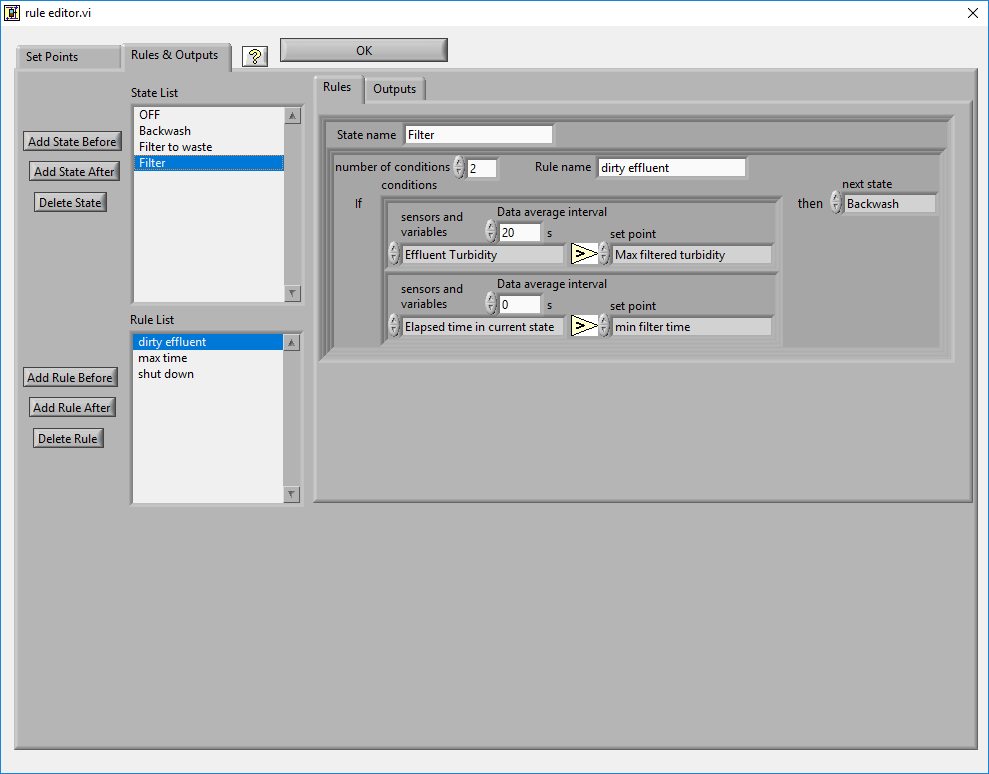 rule editor.vi
Set Points
Rules & Outputs
?
OK
State List
OFF
Backwash
Filter to waste
Filter
Add State Before
Add State After
Delete State
Rule List
dirty effluent
max time
shut down
Add Rule Before
Add Rule After
Delete Rule
Rules
Outputs
State name Filter
number of conditions 2
Rule name dirty effluent
conditions
If
sensors and
variables
Data average interval
20 s
set point
Effluent Turbidity > Max filtered turbidity
sensors and
variables
Data average interval
0 s
set point
Elapsed time in current state > min filter time
next state
then Backwash